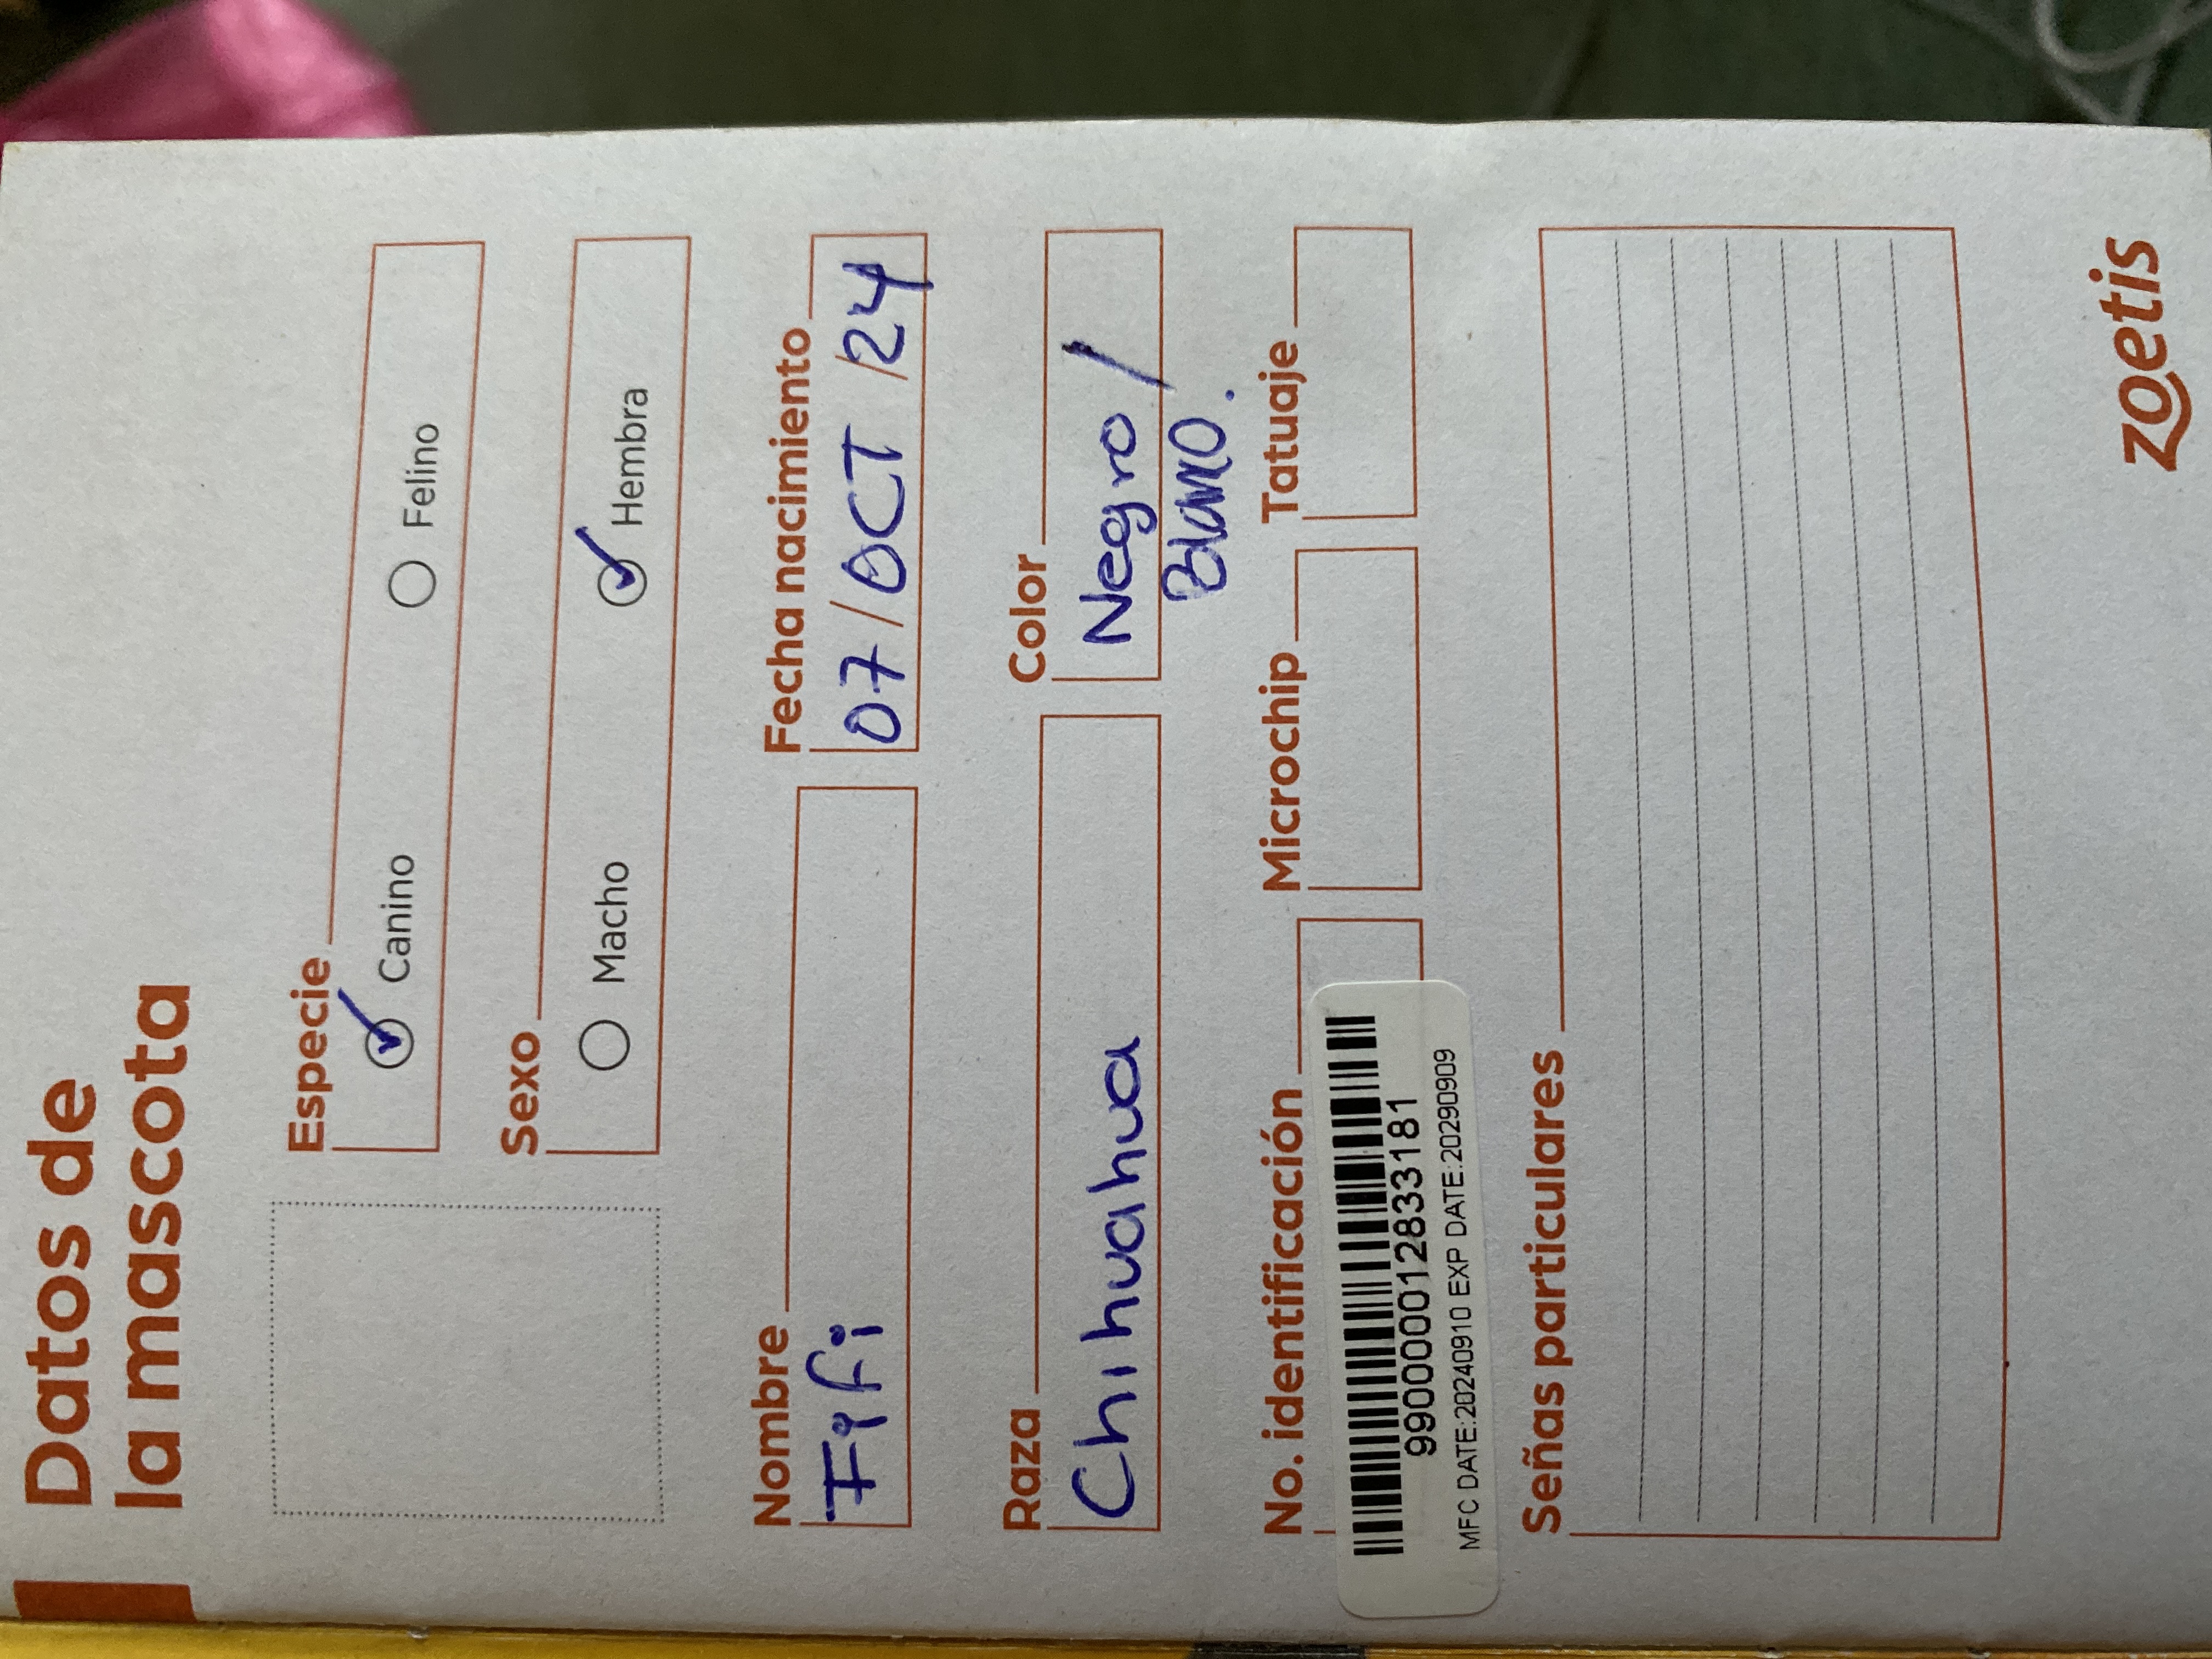 Datos de
la mascota
Especie
Canino Felino
Sexo
Macho Hembra
Nombre Fecha nacimiento
Fifi 07/OCT/24
Raza Color
Chihuahua Negro/
Blanco.
No. identificación Microchip Tatuaje
990000012833181
MFC DATE:20240910 EXP DATE:20290909
Señas particulares
zoetis